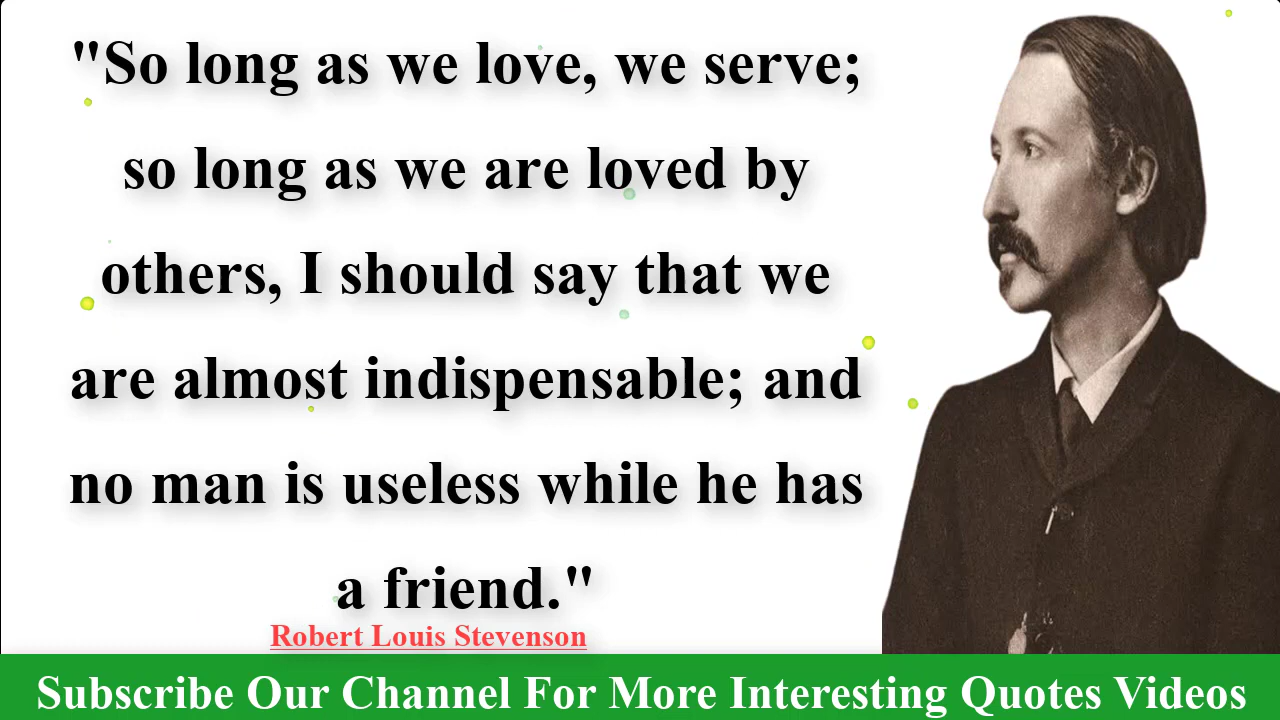 "So long as we love, we serve;
so long as we are loved by
others, I should say that we
are almost indispensable; and
no man is useless while he has
a friend."
Robert Louis Stevenson
Subscribe Our Channel For More Interesting Quotes Videos